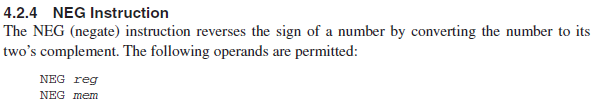 4.2.4 NEG Instruction
The NEG (negate) instruction reverses the sign of a number by converting the number to its
two’s complement. The following operands are permitted:
NEG reg
NEG mem